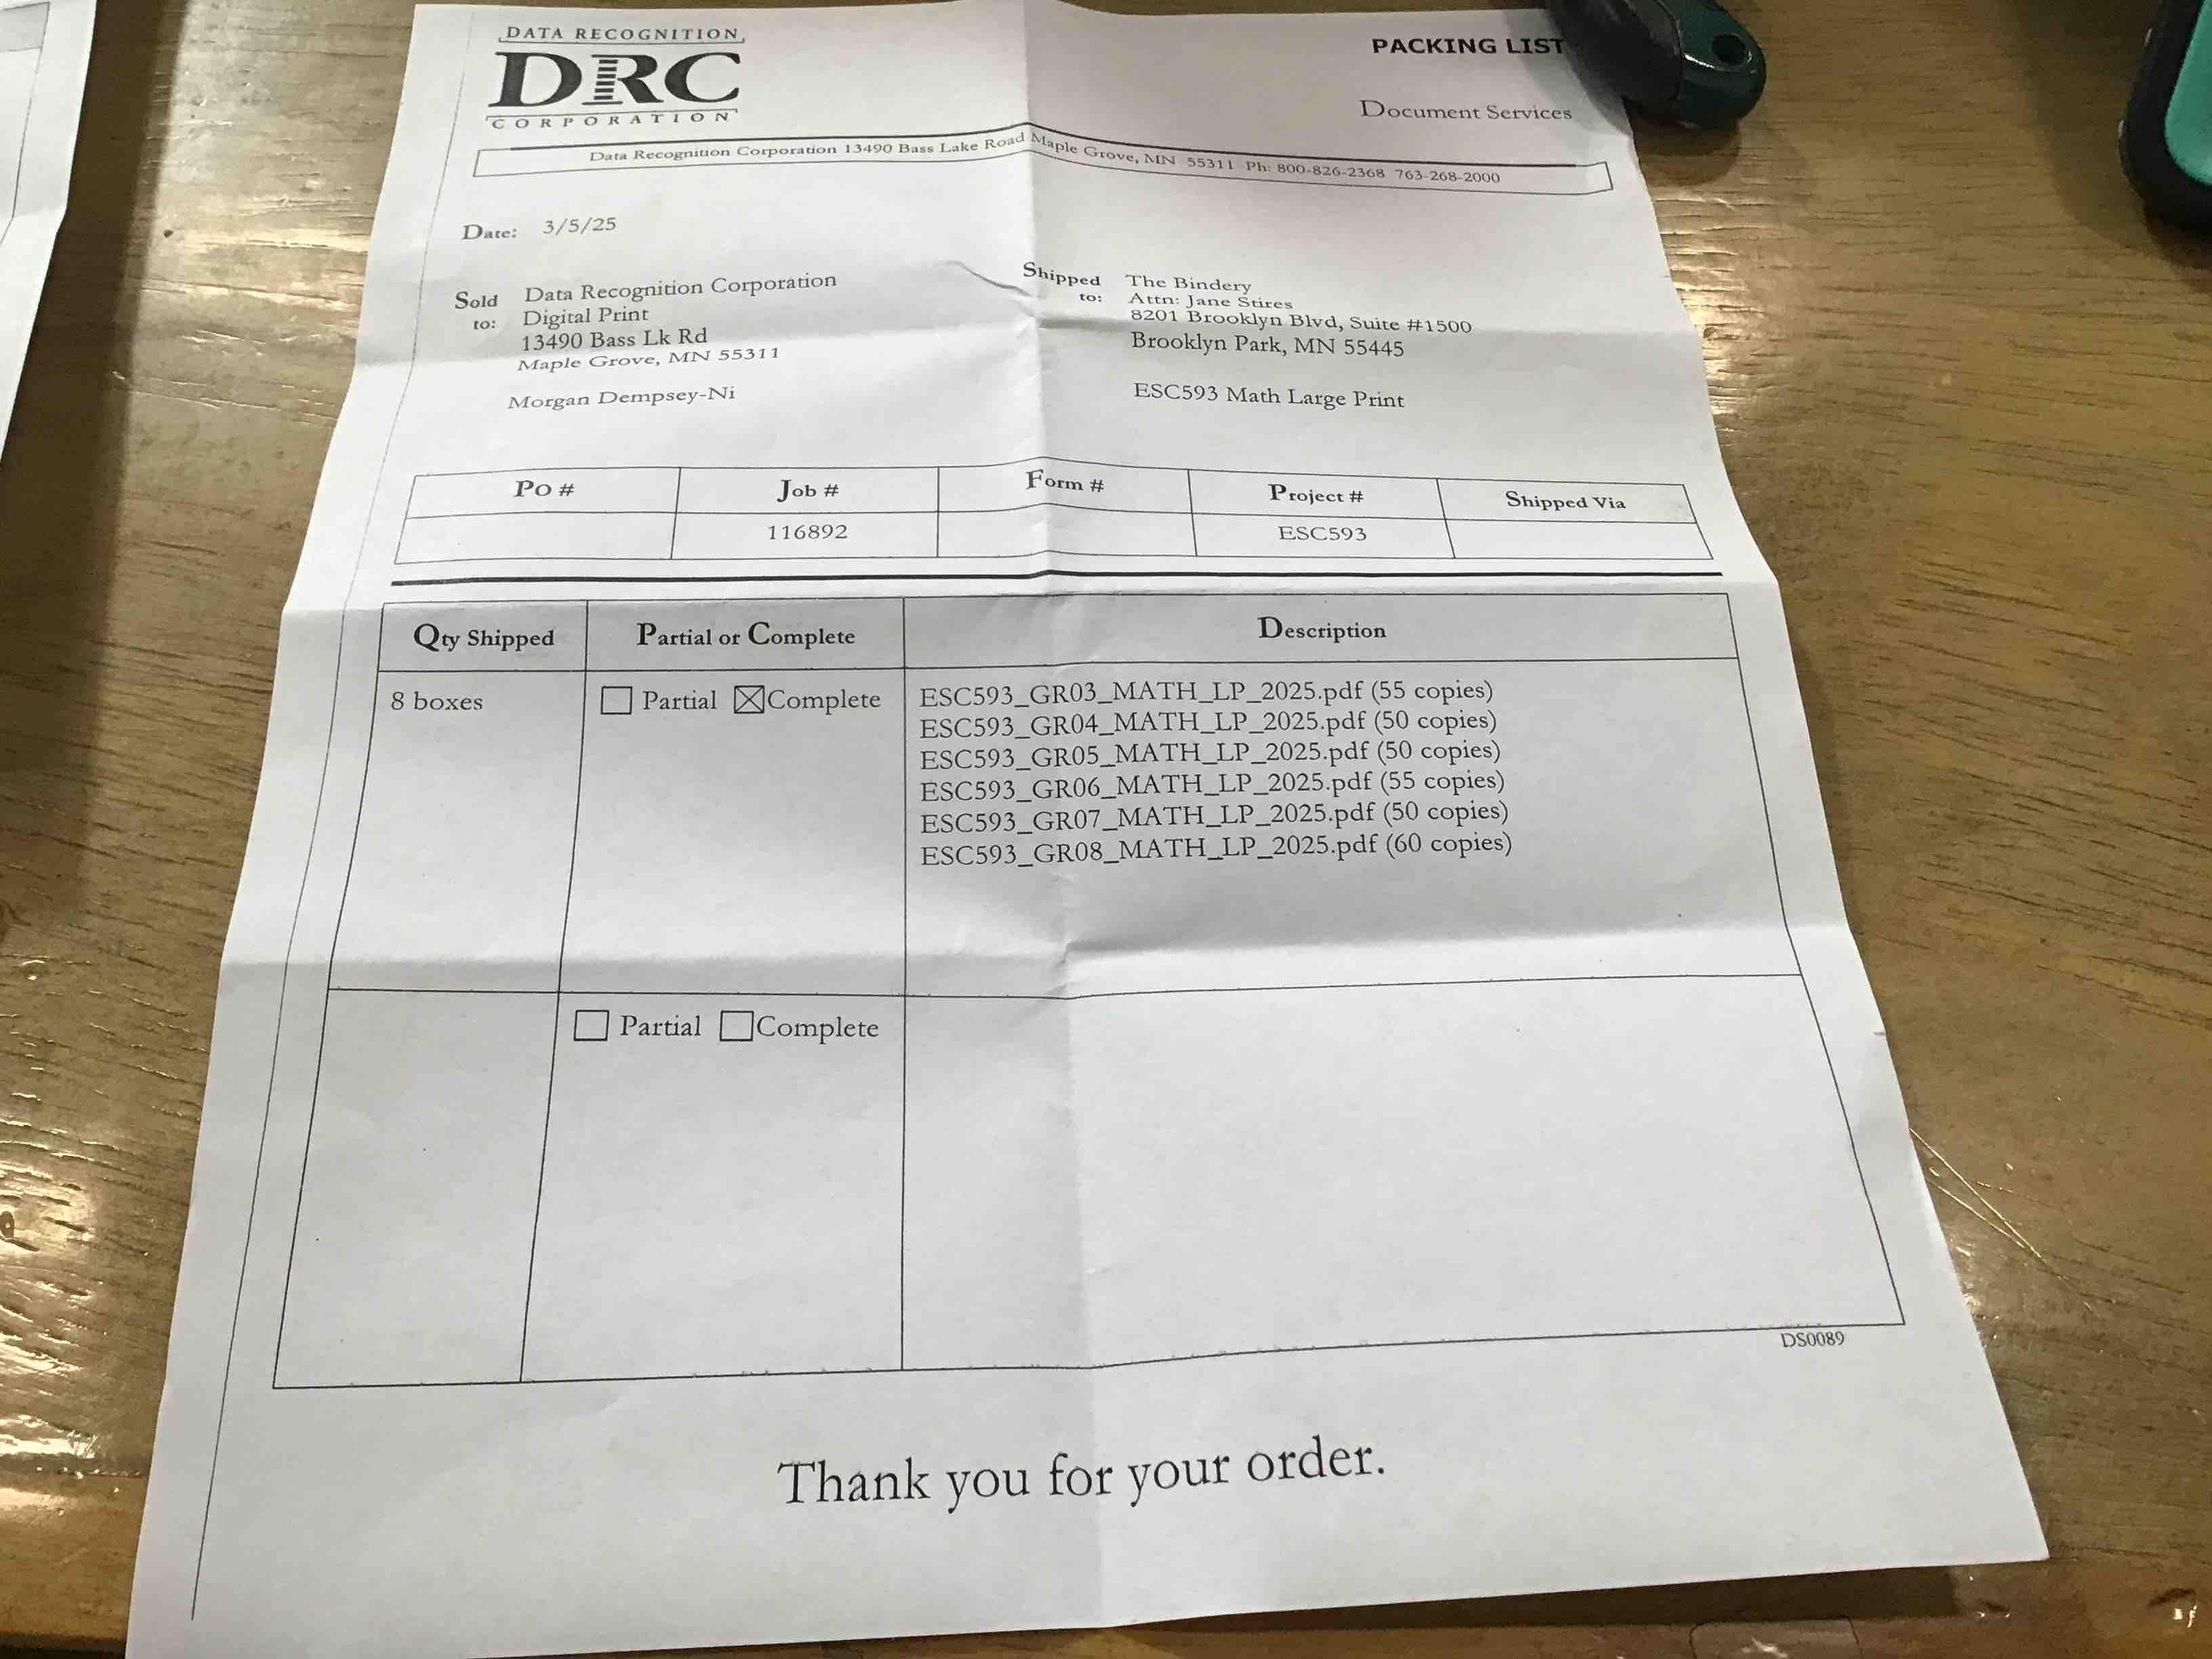 DATA RECOGNITION
DRC
CORPORATION
PACKING LIST
Document Services
Data Recognition Corporation 13490 Bass Lake Road Maple Grove, MN 55311 Ph: 800-826-2368 763-268-2000
Date: 3/5/25
Sold to:
Data Recognition Corporation
Digital Print
13490 Bass Lk Rd
Maple Grove, MN 55311
Morgan Dempsey-Ni
Shipped to:
The Bindery
Attn: Jane Stires
8201 Brooklyn Blvd, Suite #1500
Brooklyn Park, MN 55445
ESC593 Math Large Print
PO # Job # Form # Project # Shipped Via
116892 ESC593
Qty Shipped Partial or Complete Description
8 boxes Partial Complete ESC593_GR03_MATH_LP_2025.pdf (55 copies)
ESC593_GR04_MATH_LP_2025.pdf (50 copies)
ESC593_GR05_MATH_LP_2025.pdf (50 copies)
ESC593_GR06_MATH_LP_2025.pdf (55 copies)
ESC593_GR07_MATH_LP_2025.pdf (50 copies)
ESC593_GR08_MATH_LP_2025.pdf (60 copies)
Partial Complete
DS0089
Thank you for your order.